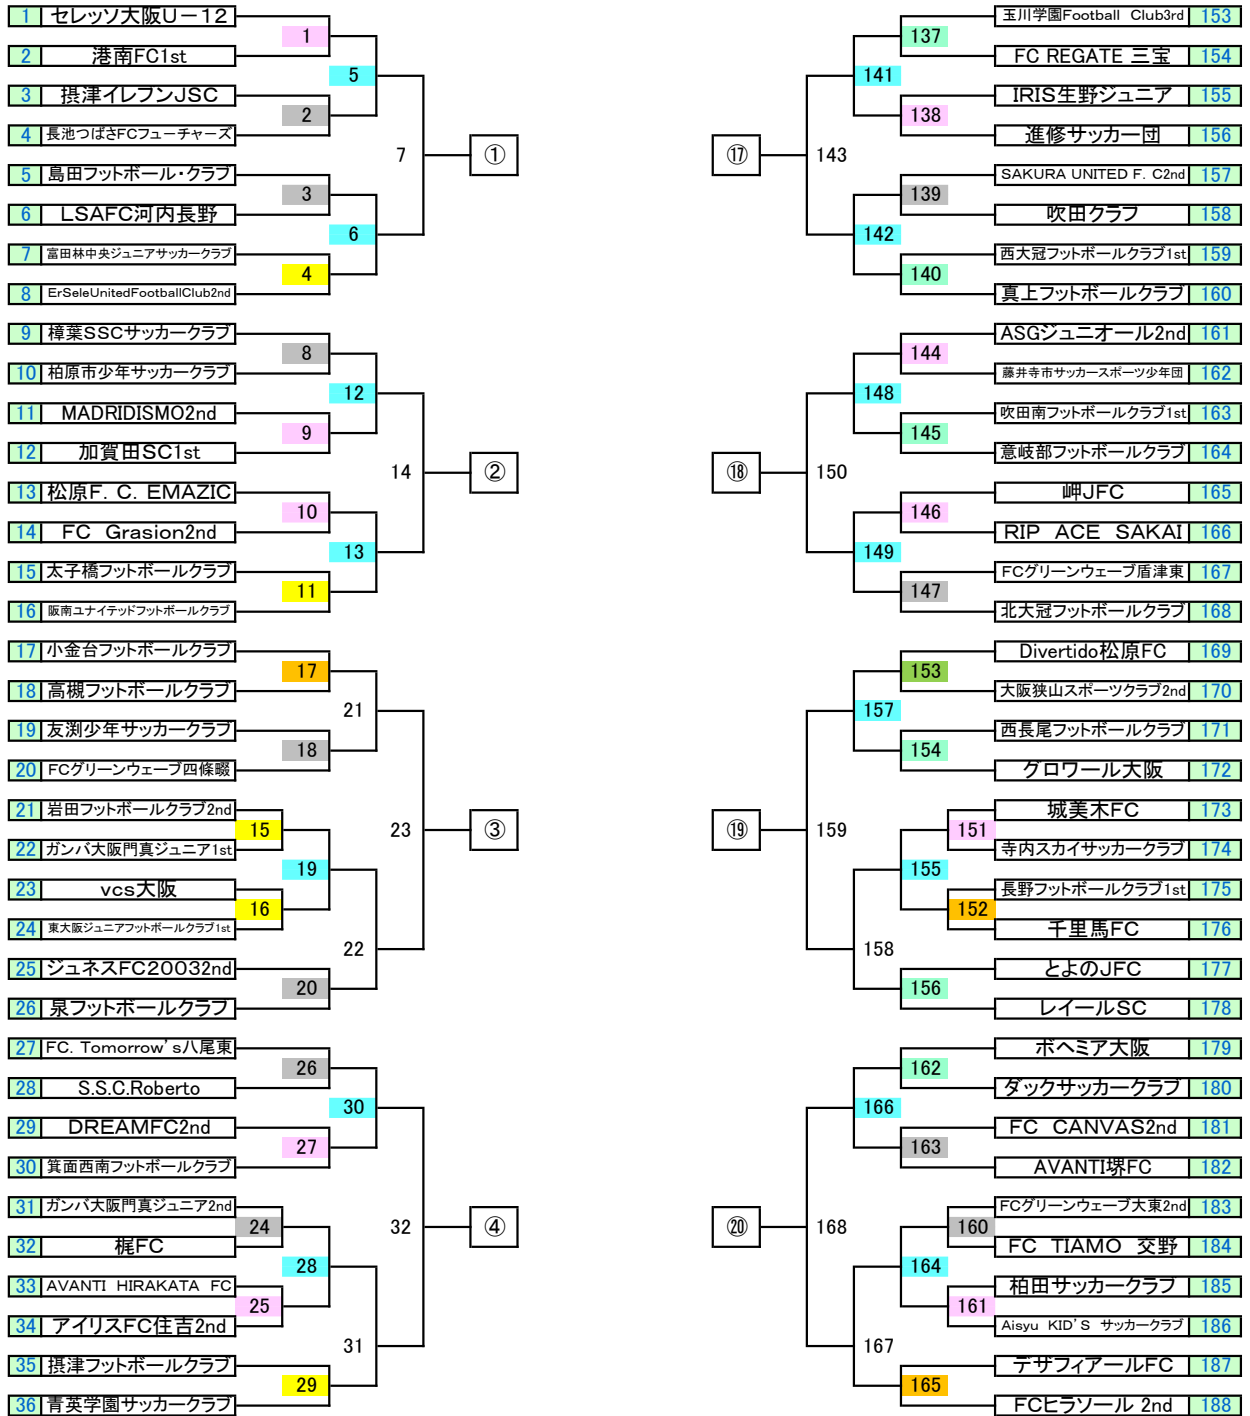 1 セレッソ大阪U-12
1
2 港南FC1st
5
3 摂津イレブンJSC
2
4 長池つばさFCフューチャーズ
7 ①
5 島田フットボール・クラブ
3
6 LSAFC河内長野
6
7 富田林中央ジュニアサッカークラブ
4
8 ErSeleUnitedFootballClub2nd
9 樟葉SSCサッカークラブ
8
10 柏原市少年サッカークラブ
12
11 MADRIDISMO2nd
9
12 加賀田SC1st
14 ②
13 松原F. C. EMAZIC
10
14 FC Grasion2nd
13
15 太子橋フットボールクラブ
11
16 阪南ユナイテッドフットボールクラブ
17 小金台フットボールクラブ
17
18 高槻フットボールクラブ
21
19 友渕少年サッカークラブ
18
20 FCグリーンウェーブ四條畷
21 岩田フットボールクラブ2nd
15
23 ③
22 ガンバ大阪門真ジュニア1st
19
23 vcs大阪
16
24 東大阪ジュニアフットボールクラブ1st
22
25 ジュネスFC20032nd
20
26 泉フットボールクラブ
27 FC. Tomorrow's八尾東
26
28 S.S.C.Roberto
30
29 DREAMFC2nd
27
30 箕面西南フットボールクラブ
31 ガンバ大阪門真ジュニア2nd
24
32 ④
32 梶FC
28
33 AVANTI HIRAKATA FC
25
34 アイリスFC住吉2nd
31
35 摂津フットボールクラブ
29
36 青英学園サッカークラブ
玉川学園Football Club3rd 153
137
FC REGATE 三宝 154
141
IRIS生野ジュニア 155
138
進修サッカー団 156
⑰ 143
SAKURA UNITED F. C2nd 157
139
吹田クラブ 158
142
西大冠フットボールクラブ1st 159
140
真上フットボールクラブ 160
ASGジュニオール2nd 161
144
藤井寺市サッカースポーツ少年団 162
148
吹田南フットボールクラブ1st 163
145
意岐部フットボールクラブ 164
⑱ 150
岬JFC 165
146
RIP ACE SAKAI 166
149
FCグリーンウェーブ盾津東 167
147
北大冠フットボールクラブ 168
Divertido松原FC 169
153
大阪狭山スポーツクラブ2nd 170
157
西長尾フットボールクラブ 171
154
グロワール大阪 172
城美木FC 173
⑲ 159
151
寺内スカイサッカークラブ 174
155
長野フットボールクラブ1st 175
152
千里馬FC 176
158
とよのJFC 177
156
レイールSC 178
ボヘミア大阪 179
162
ダックサッカークラブ 180
166
FC CANVAS2nd 181
163
AVANTI堺FC 182
FCグリーンウェーブ大東2nd 183
⑳ 168
160
FC TIAMO 交野 184
164
柏田サッカークラブ 185
161
Aisyu KID'S サッカークラブ 186
167
デザフィアールFC 187
165
FCヒラソール 2nd 188